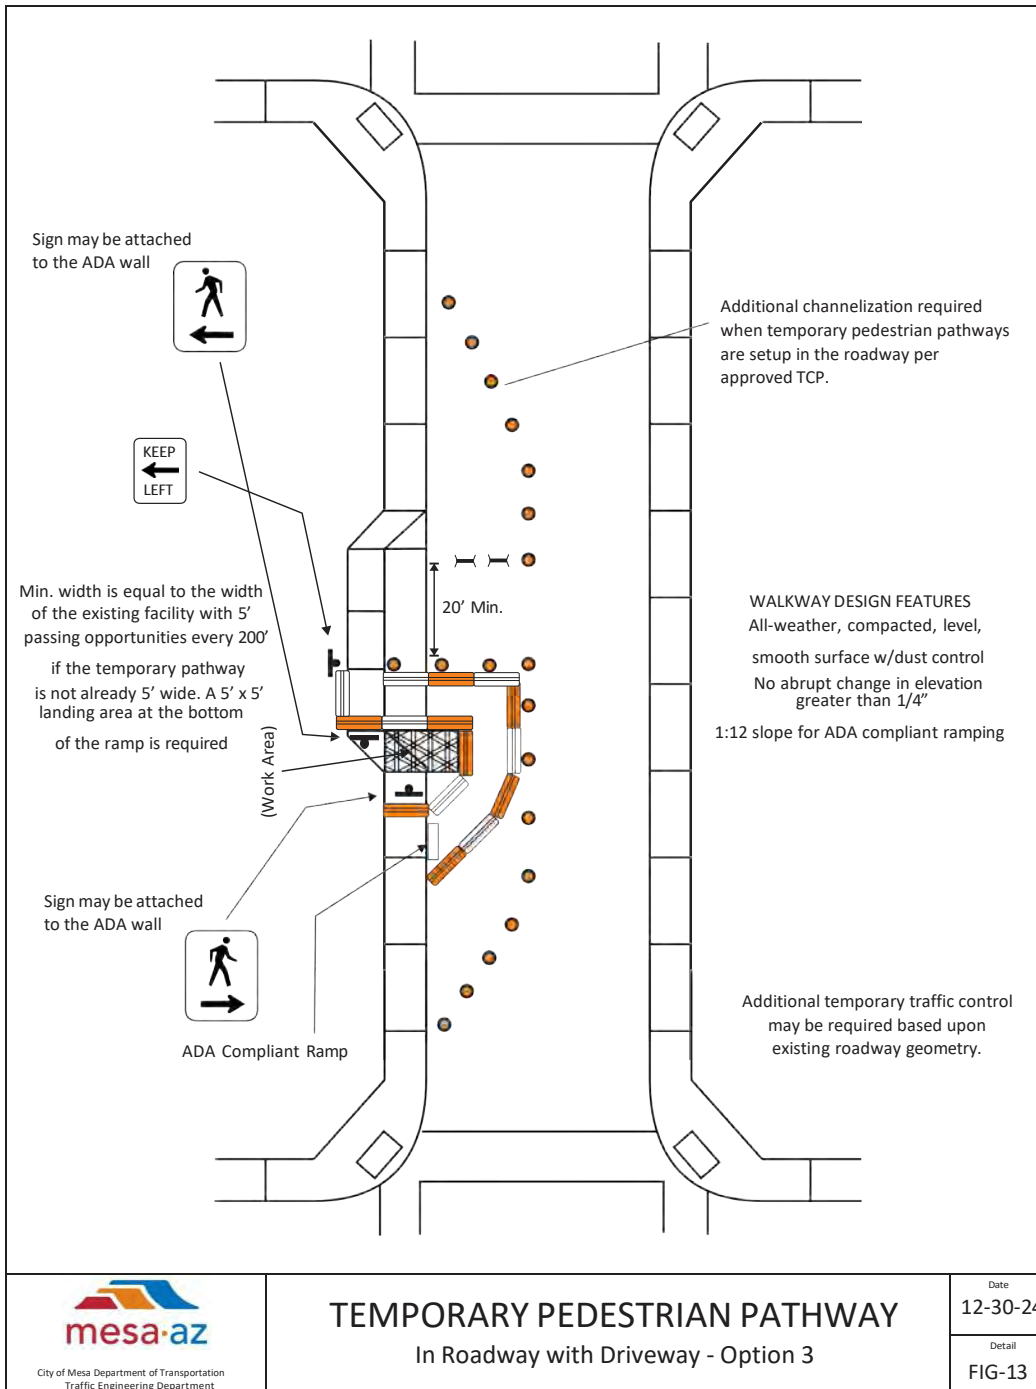 Sign may be attached
to the ADA wall
Additional channelization required
when temporary pedestrian pathways
are setup in the roadway per
approved TCP.
KEEP
LEFT
Min. width is equal to the width
of the existing facility with 5’
passing opportunities every 200’
if the temporary pathway
is not already 5’ wide. A 5’ x 5’
landing area at the bottom
of the ramp is required
20’ Min.
WALKWAY DESIGN FEATURES
All-weather, compacted, level,
smooth surface w/dust control
No abrupt change in elevation
greater than 1/4”
1:12 slope for ADA compliant ramping
(Work Area)
Sign may be attached
to the ADA wall
ADA Compliant Ramp
Additional temporary traffic control
may be required based upon
existing roadway geometry.
mesa·az
City of Mesa Department of Transportation
Traffic Engineering Department
TEMPORARY PEDESTRIAN PATHWAY
In Roadway with Driveway - Option 3
Date
12-30-24
Detail
FIG-13